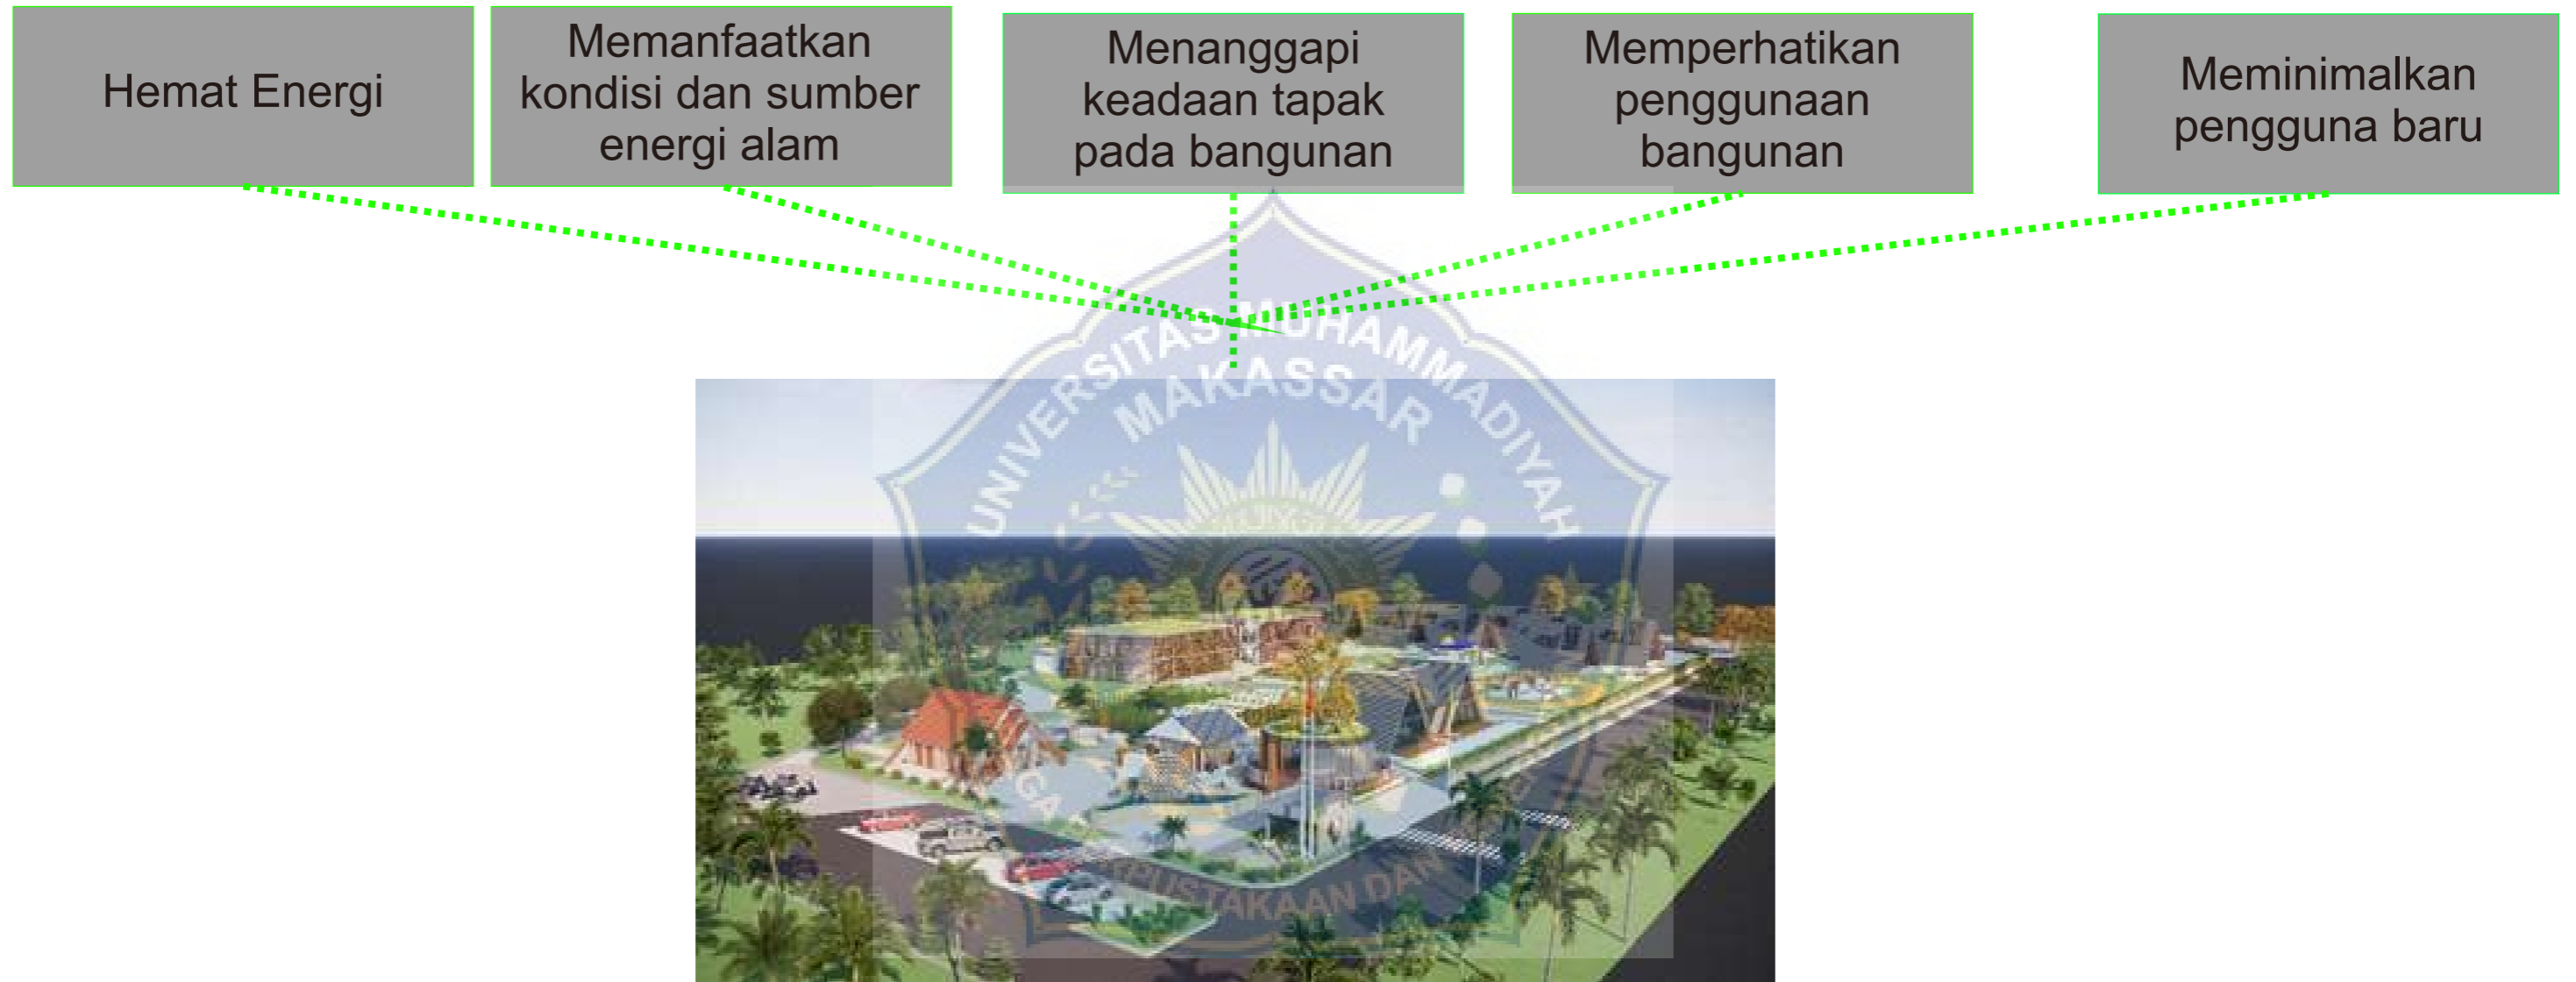 Hemat Energi
Memanfaatkan
kondisi dan sumber
energi alam
Menanggapi
keadaan tapak
pada bangunan
Memperhatikan
penggunaan
bangunan
Meminimalkan
pengguna baru
UNIVERSITAS MUHAMMADIYAH
MAKASSAR